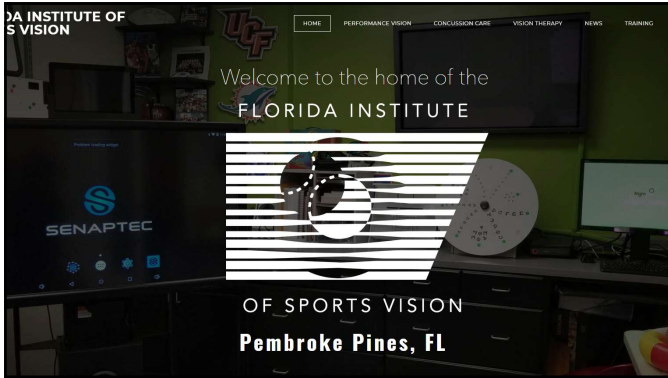 DA INSTITUTE OF
S VISION
HOME PERFORMANCE VISION CONCUSSION CARE VISION THERAPY NEWS TRAINING
UCF
Welcome to the home of the
FLORIDA INSTITUTE
SENAPTEC
OF SPORTS VISION
Pembroke Pines, FL